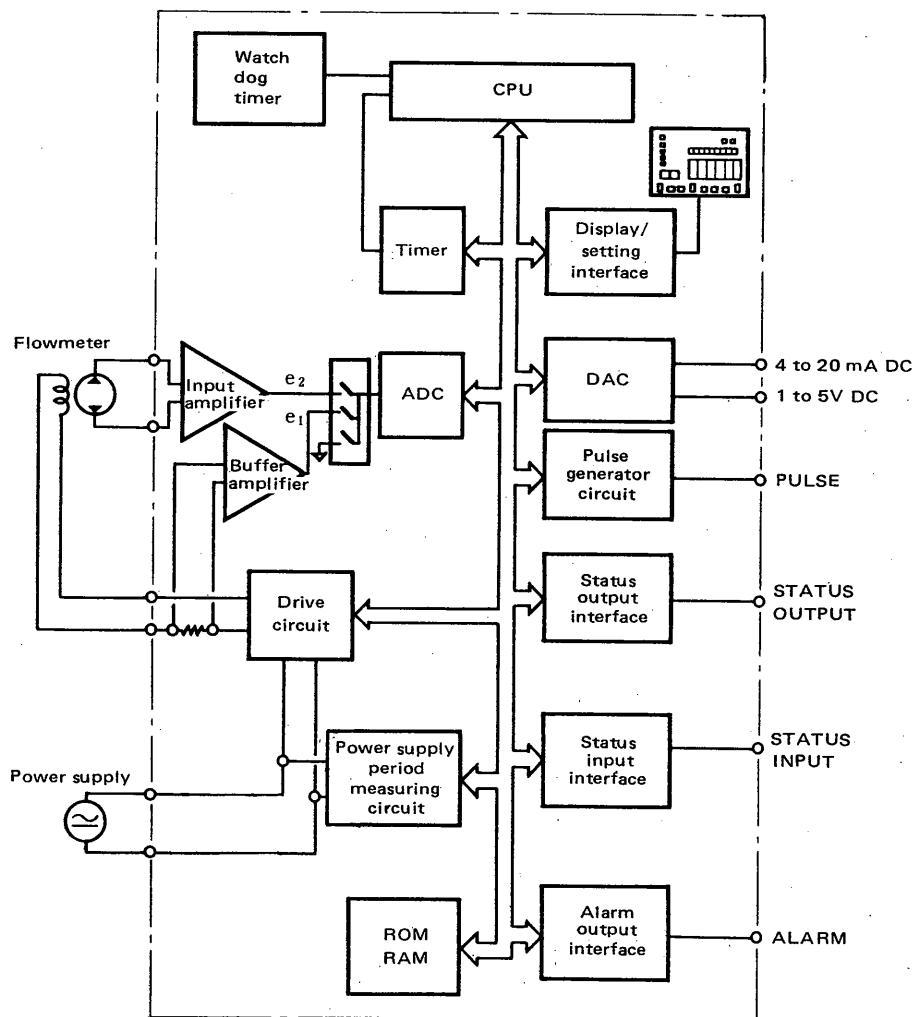 Watch
dog
timer
CPU
Timer
Display/
setting
interface
Flowmeter
Input
amplifier
e2
e1
ADC
DAC
4 to 20 mA DC
1 to 5V DC
Buffer
amplifier
Pulse
generator
circuit
PULSE
Drive
circuit
Status
output
interface
STATUS
OUTPUT
Power supply
Power supply
period
measuring
circuit
Status
input
interface
STATUS
INPUT
ROM
RAM
Alarm
output
interface
ALARM